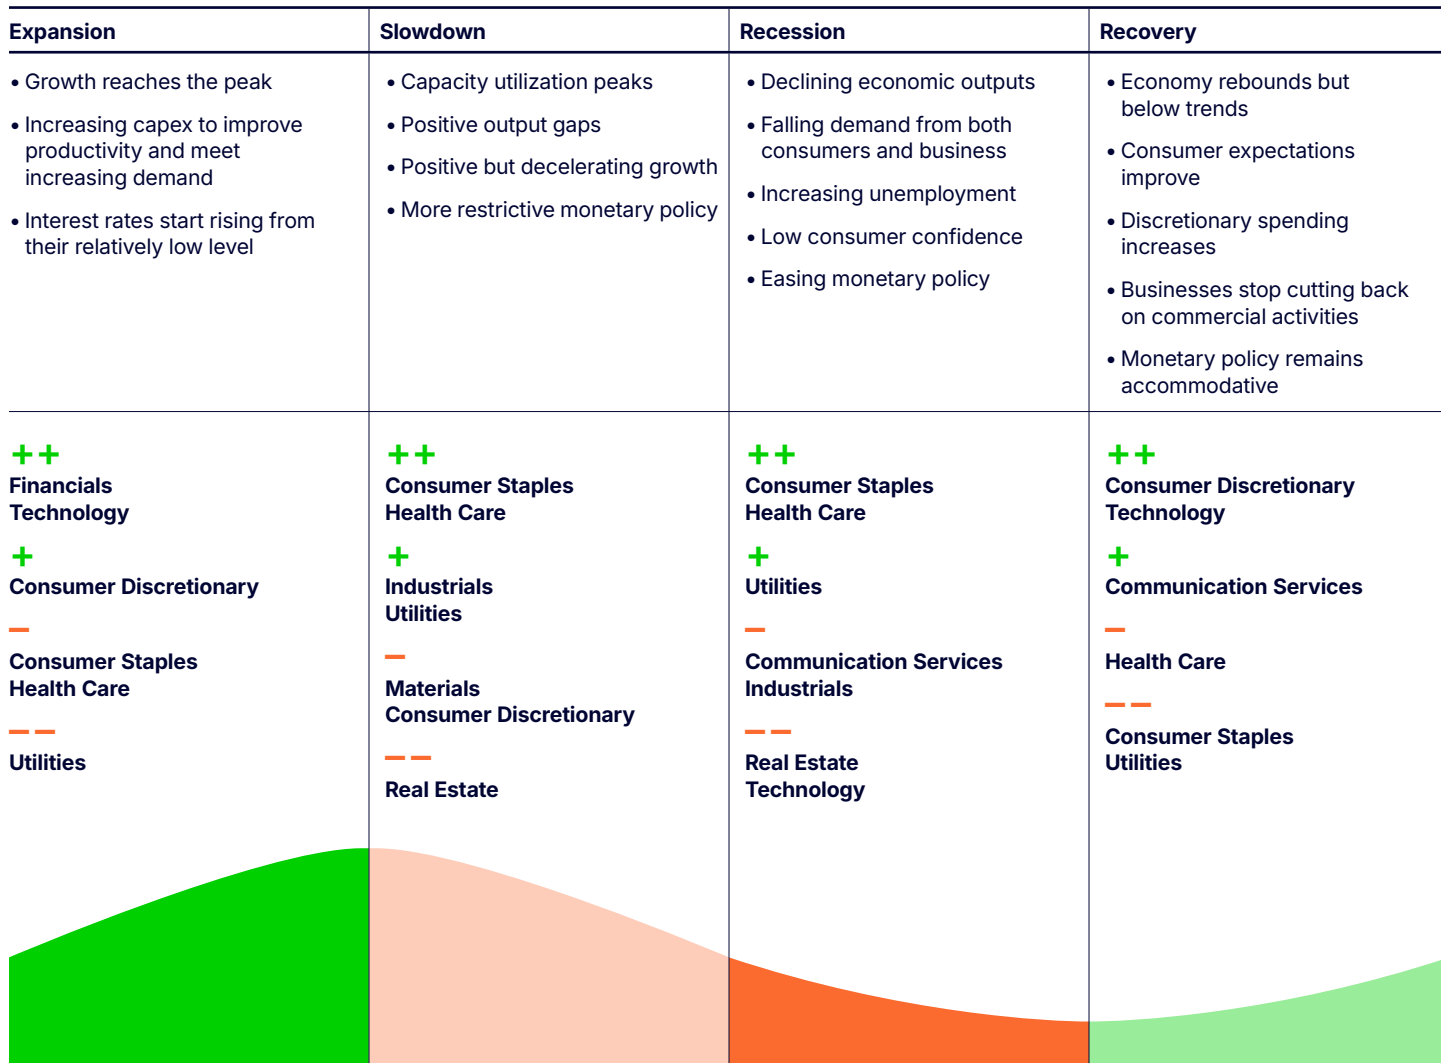 Expansion
• Growth reaches the peak
• Increasing capex to improve
productivity and meet
increasing demand
• Interest rates start rising from
their relatively low level
++
Financials
Technology
+
Consumer Discretionary
–
Consumer Staples
Health Care
– –
Utilities
Slowdown
• Capacity utilization peaks
• Positive output gaps
• Positive but decelerating growth
• More restrictive monetary policy
++
Consumer Staples
Health Care
+
Industrials
Utilities
–
Materials
Consumer Discretionary
– –
Real Estate
Recession
• Declining economic outputs
• Falling demand from both
consumers and business
• Increasing unemployment
• Low consumer confidence
• Easing monetary policy
++
Consumer Staples
Health Care
+
Utilities
–
Communication Services
Industrials
– –
Real Estate
Technology
Recovery
• Economy rebounds but
below trends
• Consumer expectations
improve
• Discretionary spending
increases
• Businesses stop cutting back
on commercial activities
• Monetary policy remains
accommodative
++
Consumer Discretionary
Technology
+
Communication Services
–
Health Care
– –
Consumer Staples
Utilities